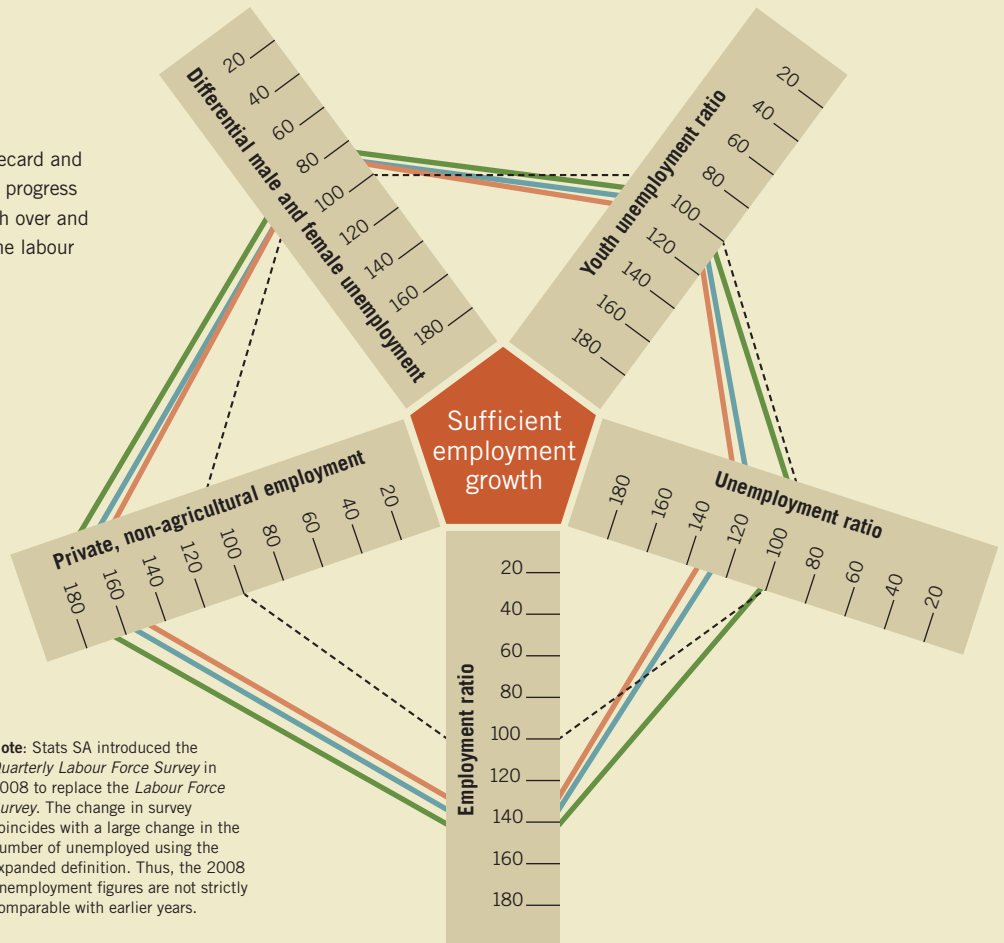 ecard and
progress
h over and
ne labour
Differential male and female unemployment
20
40
60
80
100
120
140
160
180
Youth unemployment ratio
20
40
60
80
100
120
140
160
180
Sufficient
employment
growth
Private, non-agricultural employment
180
160
140
120
100
80
60
40
20
Unemployment ratio
180
160
140
120
100
80
60
40
20
Employment ratio
20
40
60
80
100
120
140
160
180
ote: Stats SA introduced the
uarterly Labour Force Survey in
008 to replace the Labour Force
urvey. The change in survey
oincides with a large change in the
umber of unemployed using the
xpanded definition. Thus, the 2008
nemployment figures are not strictly
omparable with earlier years.